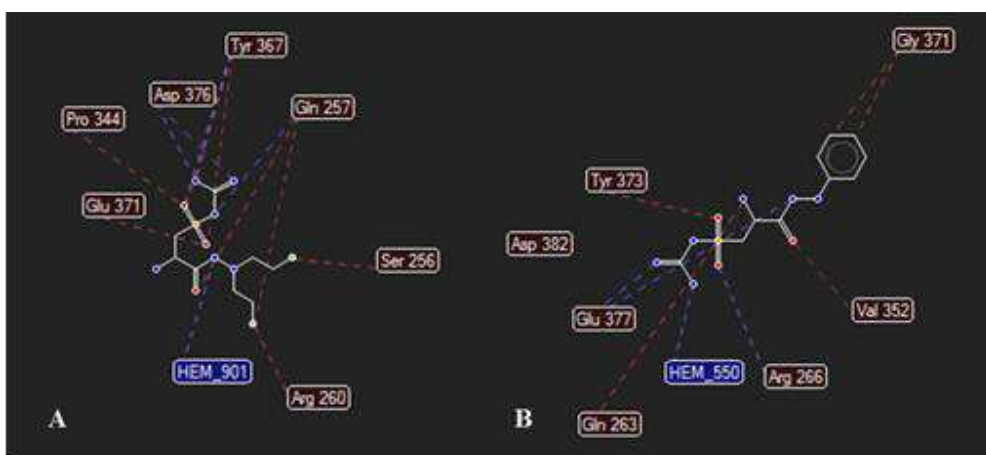 Tyr 367
Asp 376
Gln 257
Pro 344
Glu 371
Ser 256
HEM_901
Arg 260
A
Gly 371
Tyr 373
Asp 382
Glu 377
Val 352
HEM_550
Arg 266
Gln 263
B